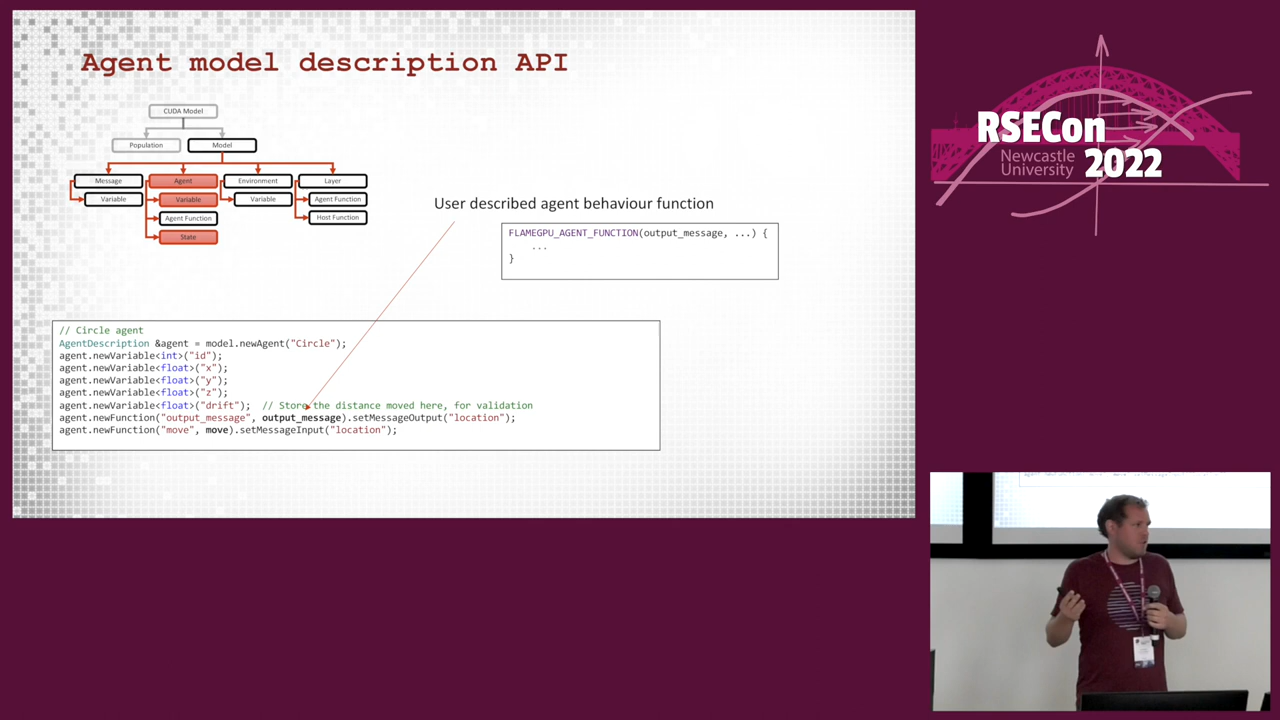 Agent model description API
CUDA Model
Population
Model
Message
Agent
Environment
Layer
Variable
Variable
Variable
Agent Function
Agent Function
Host Function
State
User described agent behaviour function
FLAMEGPU_AGENT_FUNCTION(output_message, ...) {
...
}
// Circle agent
AgentDescription &agent = model.newAgent("Circle");
agent.newVariable<int>("id");
agent.newVariable<float>("x");
agent.newVariable<float>("y");
agent.newVariable<float>("z");
agent.newVariable<float>("drift");  // Store the distance moved here, for validation
agent.newFunction("output_message", output_message).setMessageOutput("location");
agent.newFunction("move", move).setMessageInput("location");
RSECon
Newcastle
University
2022